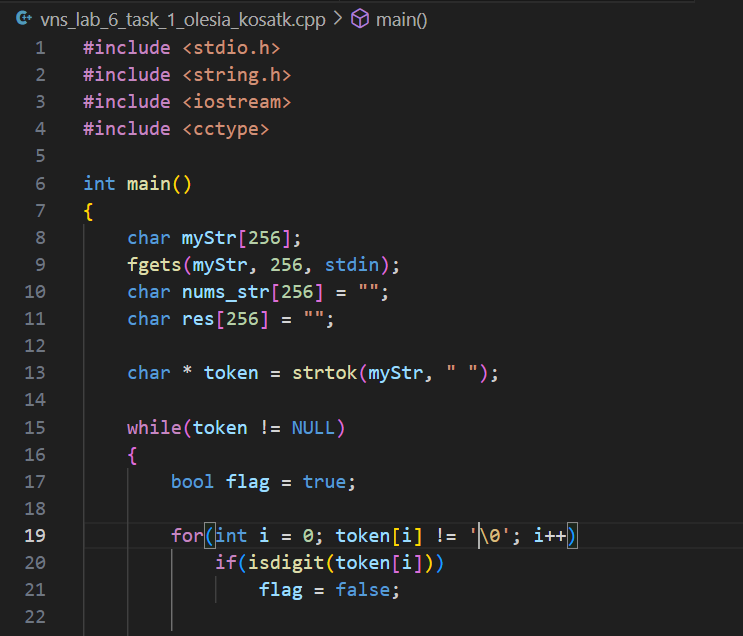 vns_lab_6_task_1_olesia_kosatk.cpp > main()
1 #include <stdio.h>
2 #include <string.h>
3 #include <iostream>
4 #include <cctype>
5
6 int main()
7 {
8     char myStr[256];
9     fgets(myStr, 256, stdin);
10     char nums_str[256] = "";
11     char res[256] = "";
12
13     char * token = strtok(myStr, " ");
14
15     while(token != NULL)
16     {
17         bool flag = true;
18
19         for(int i = 0; token[i] != '\0'; i++)
20             if(isdigit(token[i]))
21                 flag = false;
22